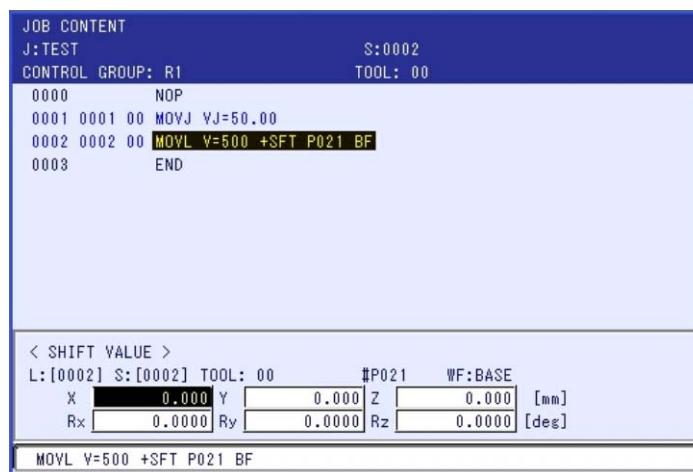 JOB CONTENT
J:TEST S:0002
CONTROL GROUP: R1 TOOL: 00
0000 NOP
0001 0001 00 MOVJ VJ=50.00
0002 0002 00 MOVL V=500 +SFT P021 BF
0003 END
< SHIFT VALUE >
L:[0002] S:[0002] TOOL: 00 #P021 WF:BASE
X 0.000 Y 0.000 Z 0.000 [mm]
Rx 0.0000 Ry 0.0000 Rz 0.0000 [deg]
MOVL V=500 +SFT P021 BF